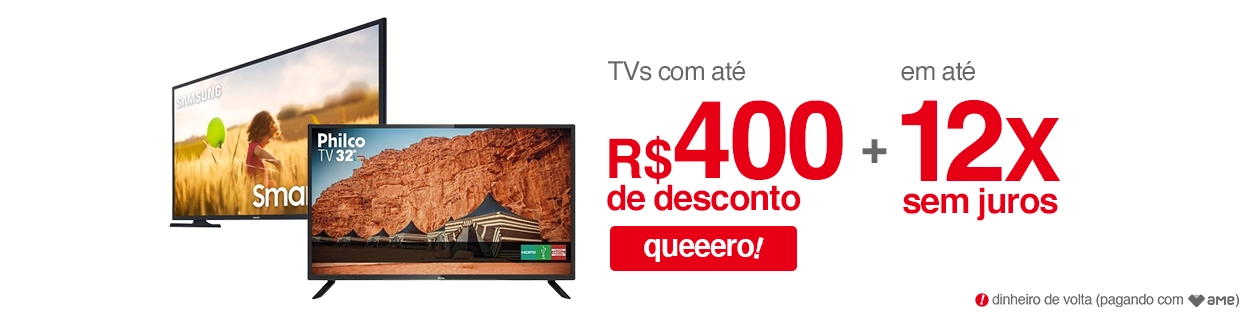 SAMSUNG
Smar
Philco
TV 32"
HDMI
TVs com até
R$400
de desconto
+
em até
12x
sem juros
queeero!
! dinheiro de volta (pagando com ame)